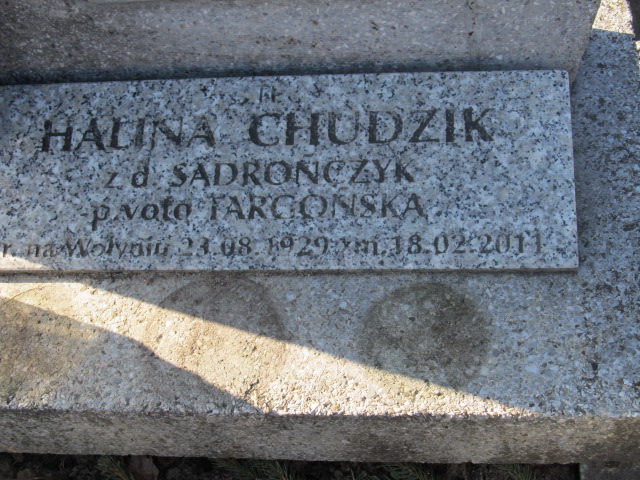 HALINA CHUDZIK
z d. SADROŃCZYK
p.voto TARGOŃSKA
ur. na Wołyniu 23.08.1929 zm. 18.02.2011